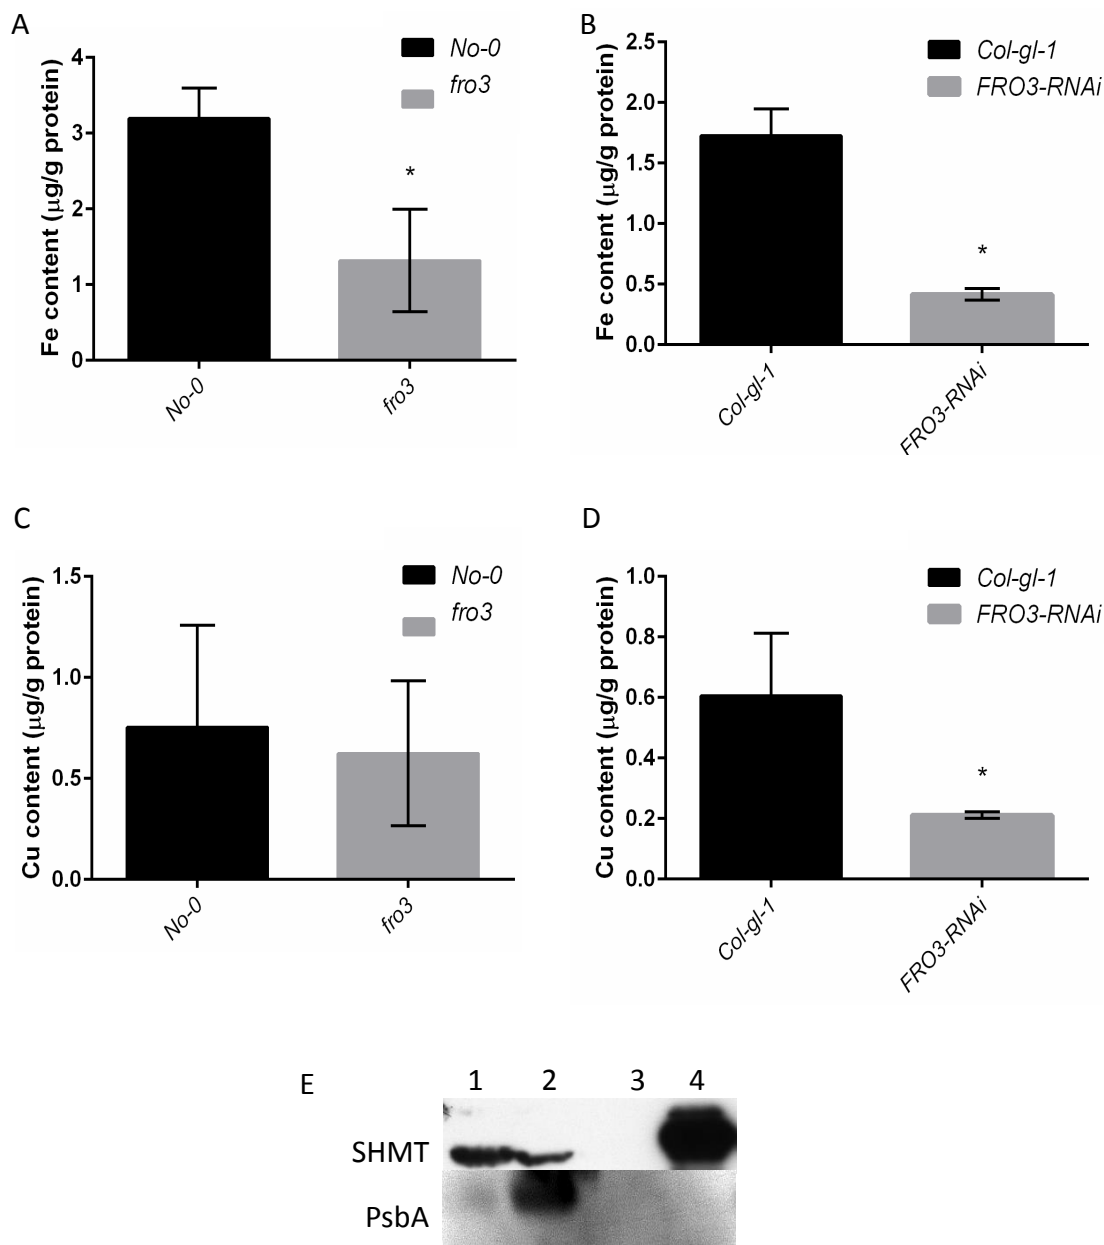 A
No-0
fro3
Fe content (µg/g protein)
4
3
2
1
0
*
No-0
fro3
B
Col-gl-1
FRO3-RNAi
Fe content (µg/g protein)
2.5
2.0
1.5
1.0
0.5
0.0
*
Col-gl-1
FRO3-RNAi
C
No-0
fro3
Cu content (µg/g protein)
1.5
1.0
0.5
0.0
No-0
fro3
D
Col-gl-1
FRO3-RNAi
Cu content (µg/g protein)
1.0
0.8
0.6
0.4
0.2
0.0
*
Col-gl-1
FRO3-RNAi
E
1 2 3 4
SHMT
PsbA